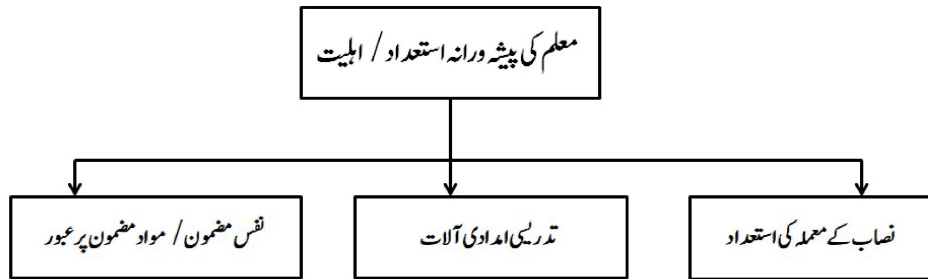 معلم کی پیشہ ورانہ استعداد / اہلیت
نصاب کے معملہ کی استعداد
تدریسی امدادی آلات
نفس مضمون / مواد مضمون پر عبور